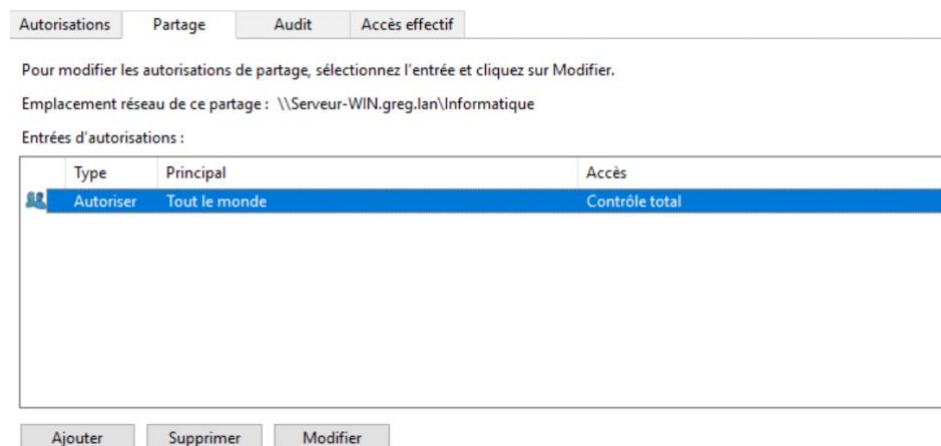 Autorisations Partage Audit Accès effectif
Pour modifier les autorisations de partage, sélectionnez l'entrée et cliquez sur Modifier.
Emplacement réseau de ce partage : \\Serveur-WIN.greg.lan\Informatique
Entrées d'autorisations :
Type Principal Accès
Autoriser Tout le monde Contrôle total
Ajouter Supprimer Modifier